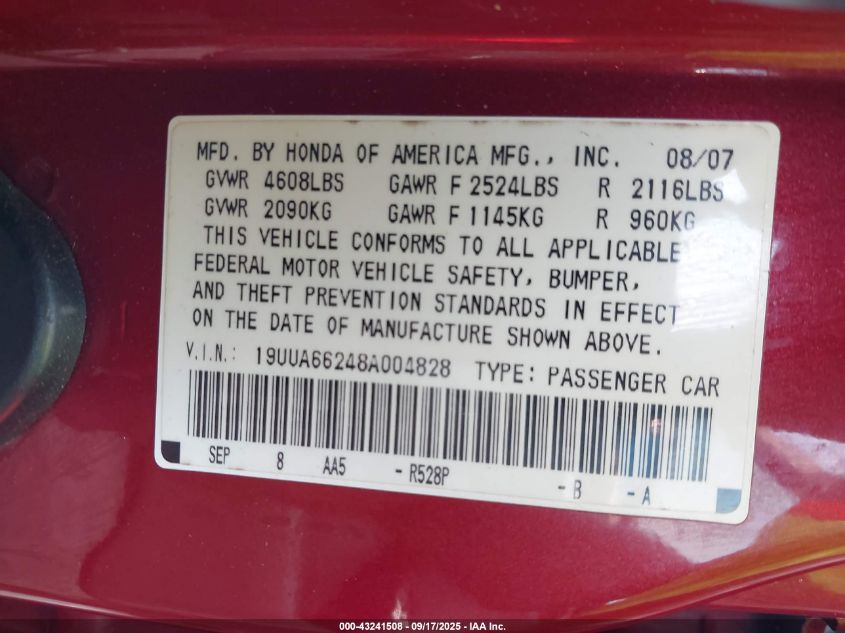 MFD. BY HONDA OF AMERICA MFG., INC. 08/07
GVWR 4608LBS GAWR F 2524LBS R 2116LBS
GVWR 2090KG GAWR F 1145KG R 960KG
THIS VEHICLE CONFORMS TO ALL APPLICABLE
FEDERAL MOTOR VEHICLE SAFETY, BUMPER,
AND THEFT PREVENTION STANDARDS IN EFFECT
ON THE DATE OF MANUFACTURE SHOWN ABOVE.
V.I.N.: 19UUA66248A004828 TYPE: PASSENGER CAR
SEP 8 AA5 - R528P - B - A
000-43241508 - 09/17/2025 - IAA Inc.